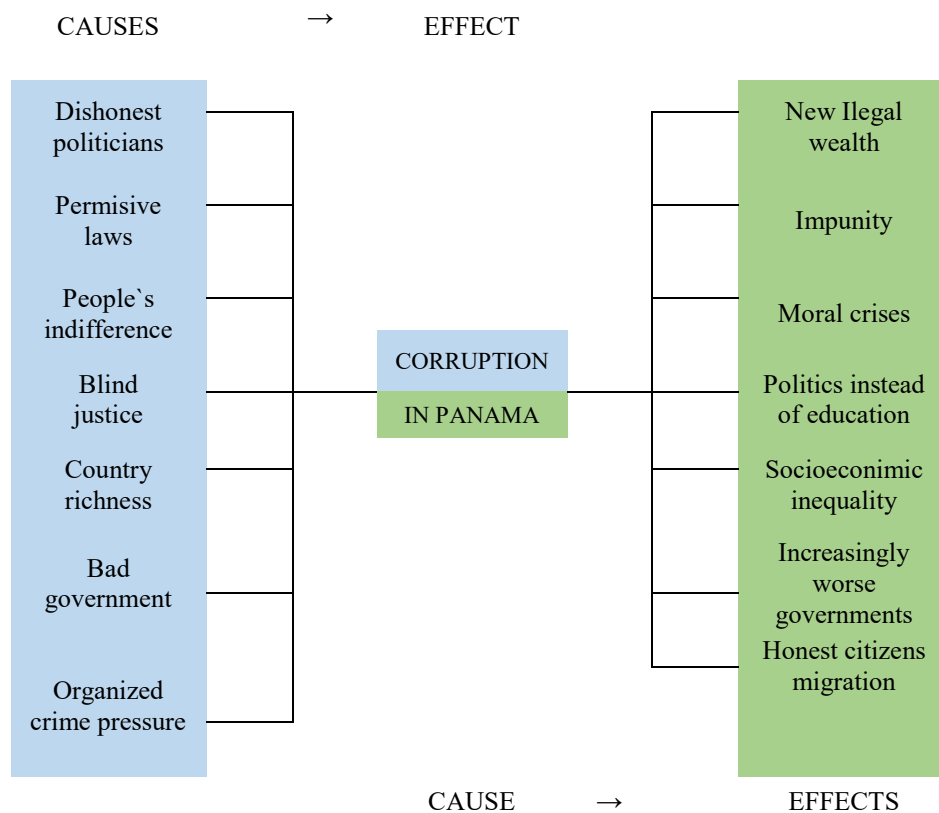 CAUSES → EFFECT
Dishonest
politicians
Permisive
laws
People`s
indifference
Blind
justice
Country
richness
Bad
government
Organized
crime pressure
CORRUPTION
IN PANAMA
New Ilegal
wealth
Impunity
Moral crises
Politics instead
of education
Socioeconimic
inequality
Increasingly
worse
governments
Honest citizens
migration
CAUSE → EFFECTS